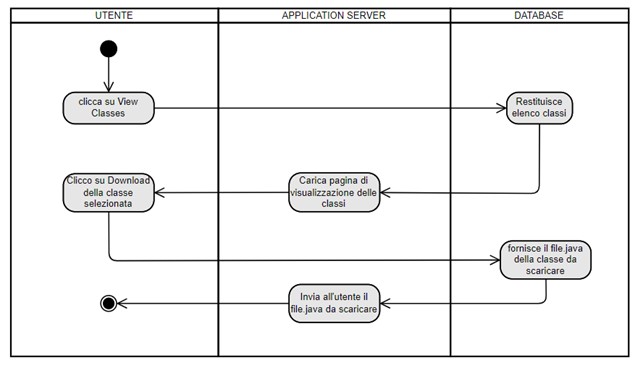 UTENTE
APPLICATION SERVER
DATABASE
clicca su View
Classes
Restituisce
elenco classi
Carica pagina di
visualizzazione delle
classi
Clicco su Download
della classe
selezionata
fornisce il file.java
della classe da
scaricare
Invia all'utente il
file.java da scaricare